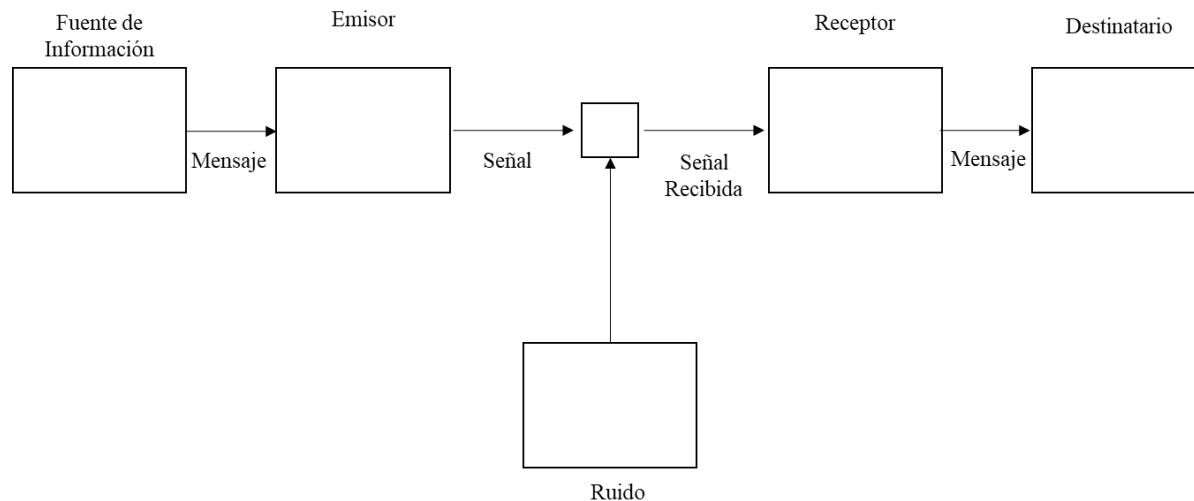 Fuente de
Información
Emisor
Receptor
Destinatario
Mensaje
Señal
Señal
Recibida
Mensaje
Ruido